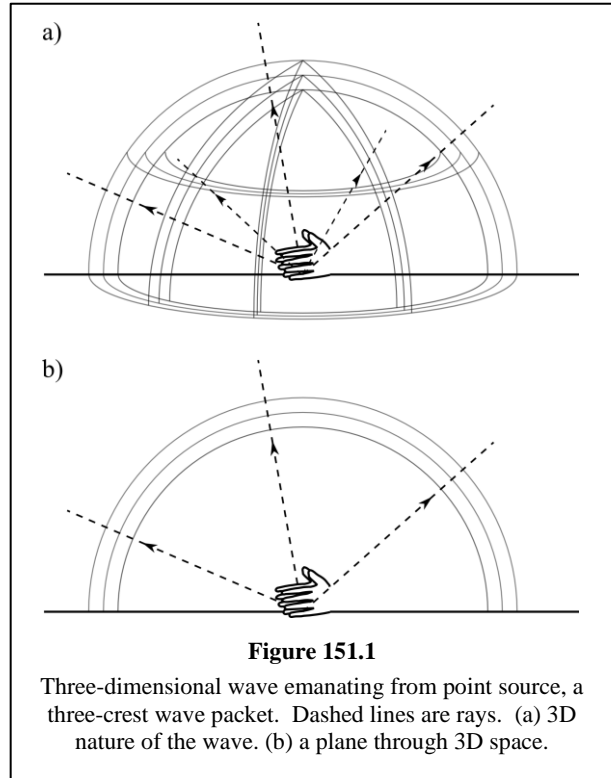 a)
b)
Figure 151.1
Three-dimensional wave emanating from point source, a
three-crest wave packet. Dashed lines are rays. (a) 3D
nature of the wave. (b) a plane through 3D space.